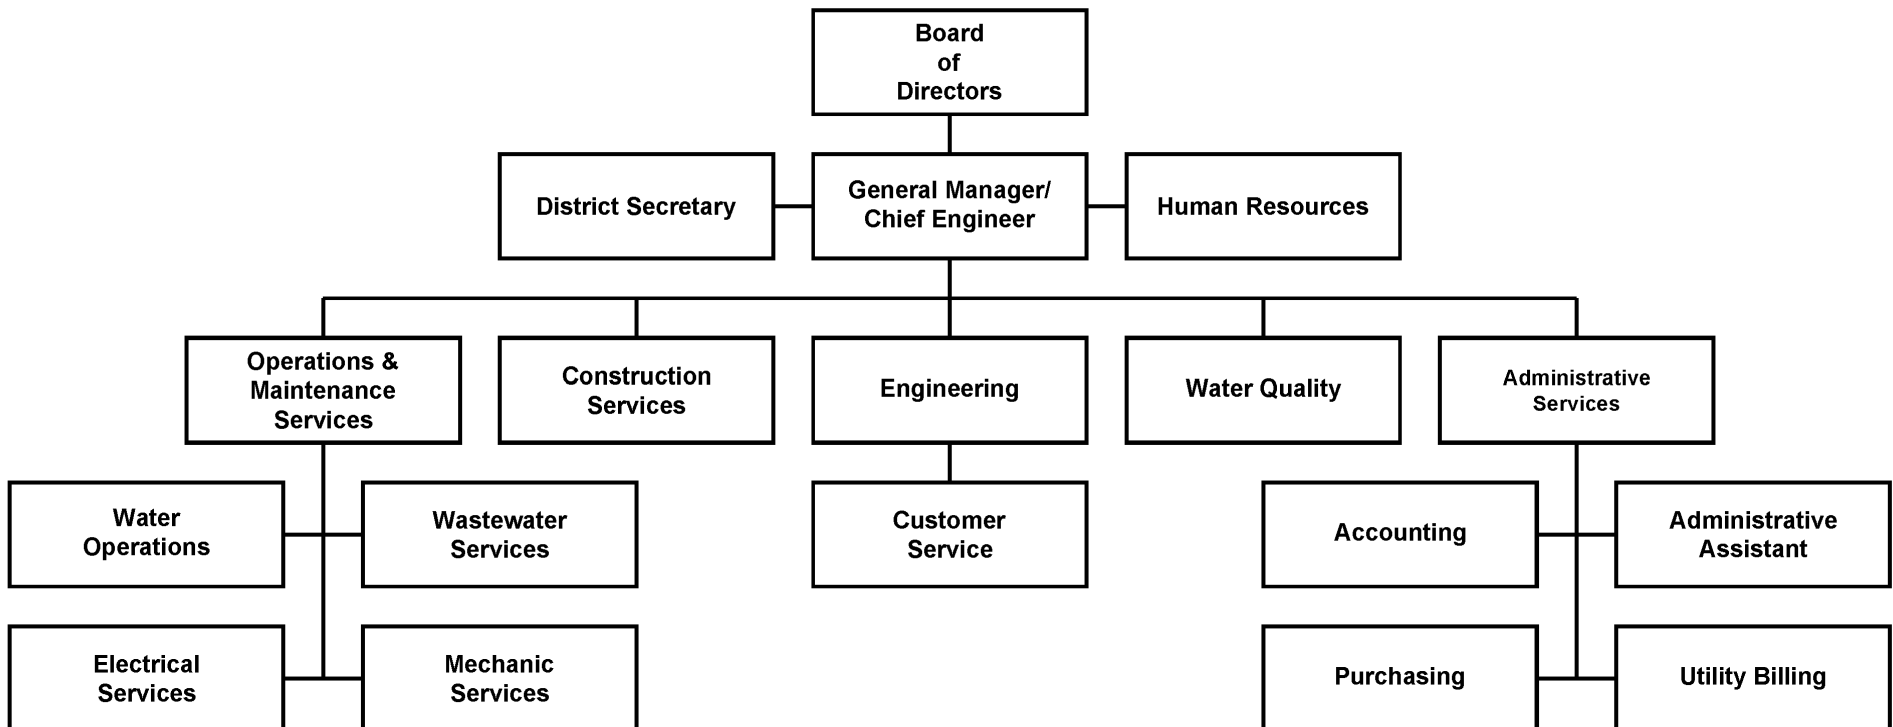 Board
of
Directors
District Secretary
General Manager/
Chief Engineer
Human Resources
Operations &
Maintenance
Services
Construction
Services
Engineering
Water Quality
Administrative
Services
Water
Operations
Wastewater
Services
Customer
Service
Accounting
Administrative
Assistant
Electrical
Services
Mechanic
Services
Purchasing
Utility Billing